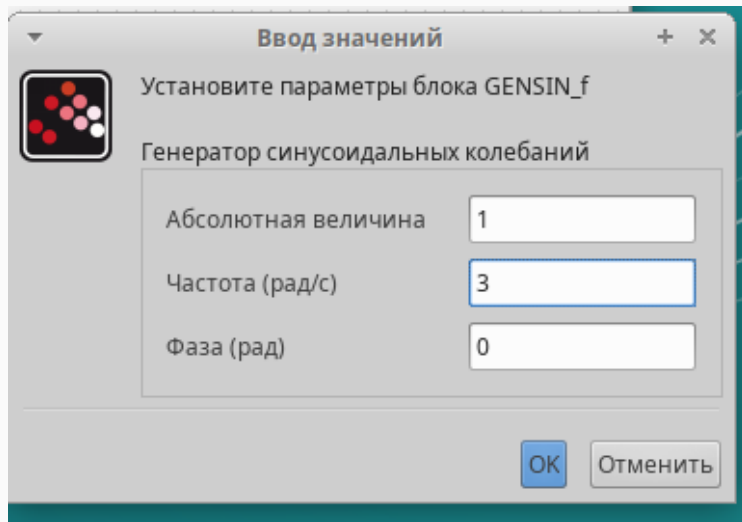 Ввод значений
Установите параметры блока GENSIN_f
Генератор синусоидальных колебаний
Абсолютная величина 1
Частота (рад/с) 3
Фаза (рад) 0
OK Отменить